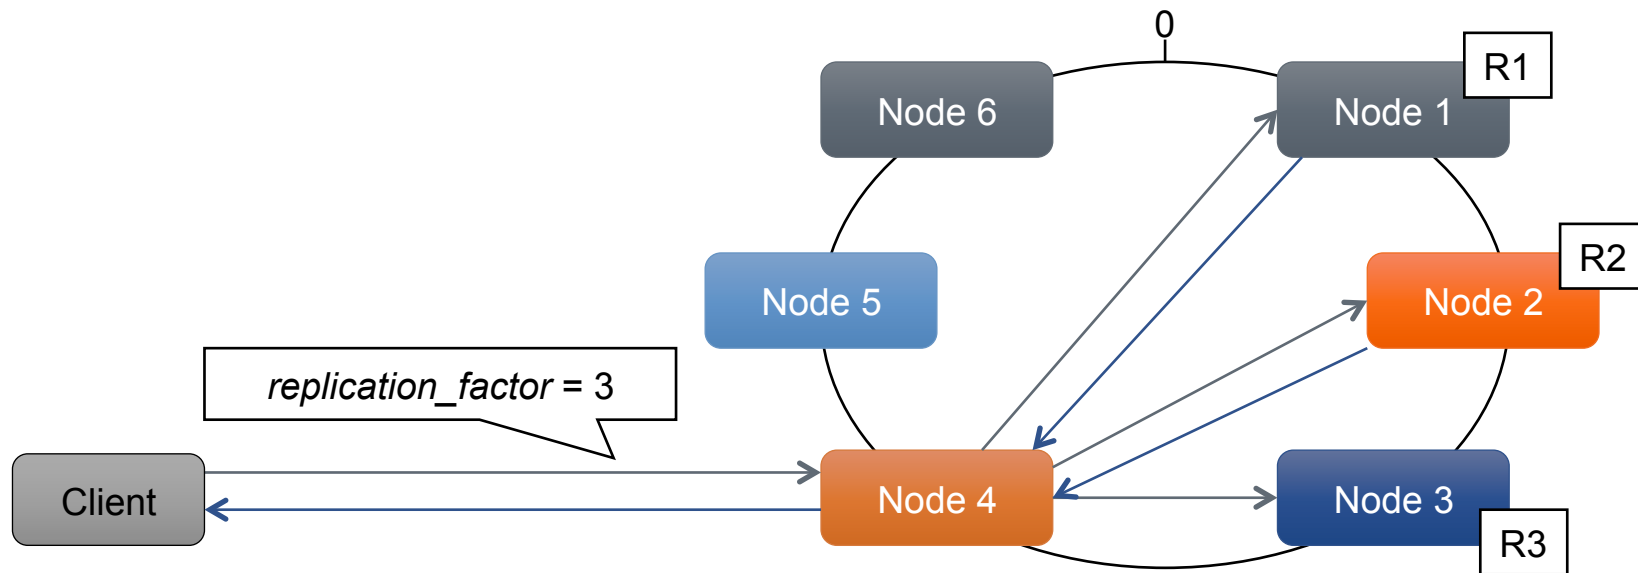 0
Node 6
Node 1
R1
Node 5
Node 2
R2
replication_factor = 3
Client
Node 4
Node 3
R3